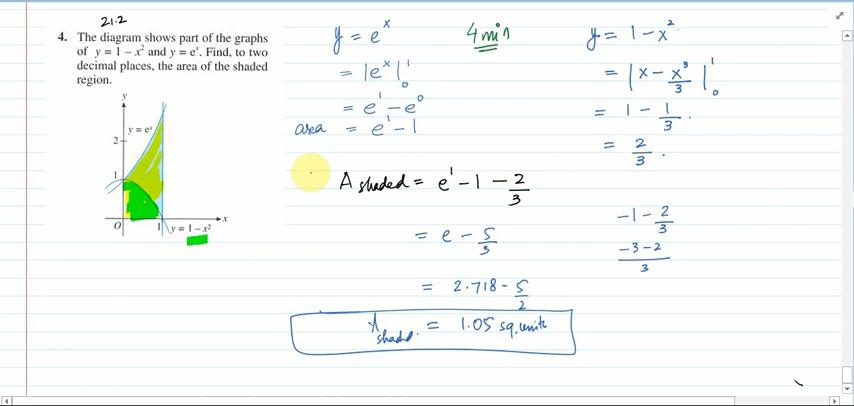 21.2
4. The diagram shows part of the graphs
of y = 1 – x² and y = eˣ. Find, to two
decimal places, the area of the shaded
region.
y
2
y = eˣ
1
O
1
x
y = 1 – x²
y = eˣ
= |eˣ|₀¹
= e¹ – e⁰
area = e¹ – 1
4 min
y = 1 – x²
= |x – x³/3|₀¹
= 1 – 1/3.
= 2/3.
A shaded = e¹ – 1 – 2/3
= e – 5/3
= 2.718 – 5/2
A shaded. = 1.05 sq.units
–1 – 2/3
–3 – 2/3